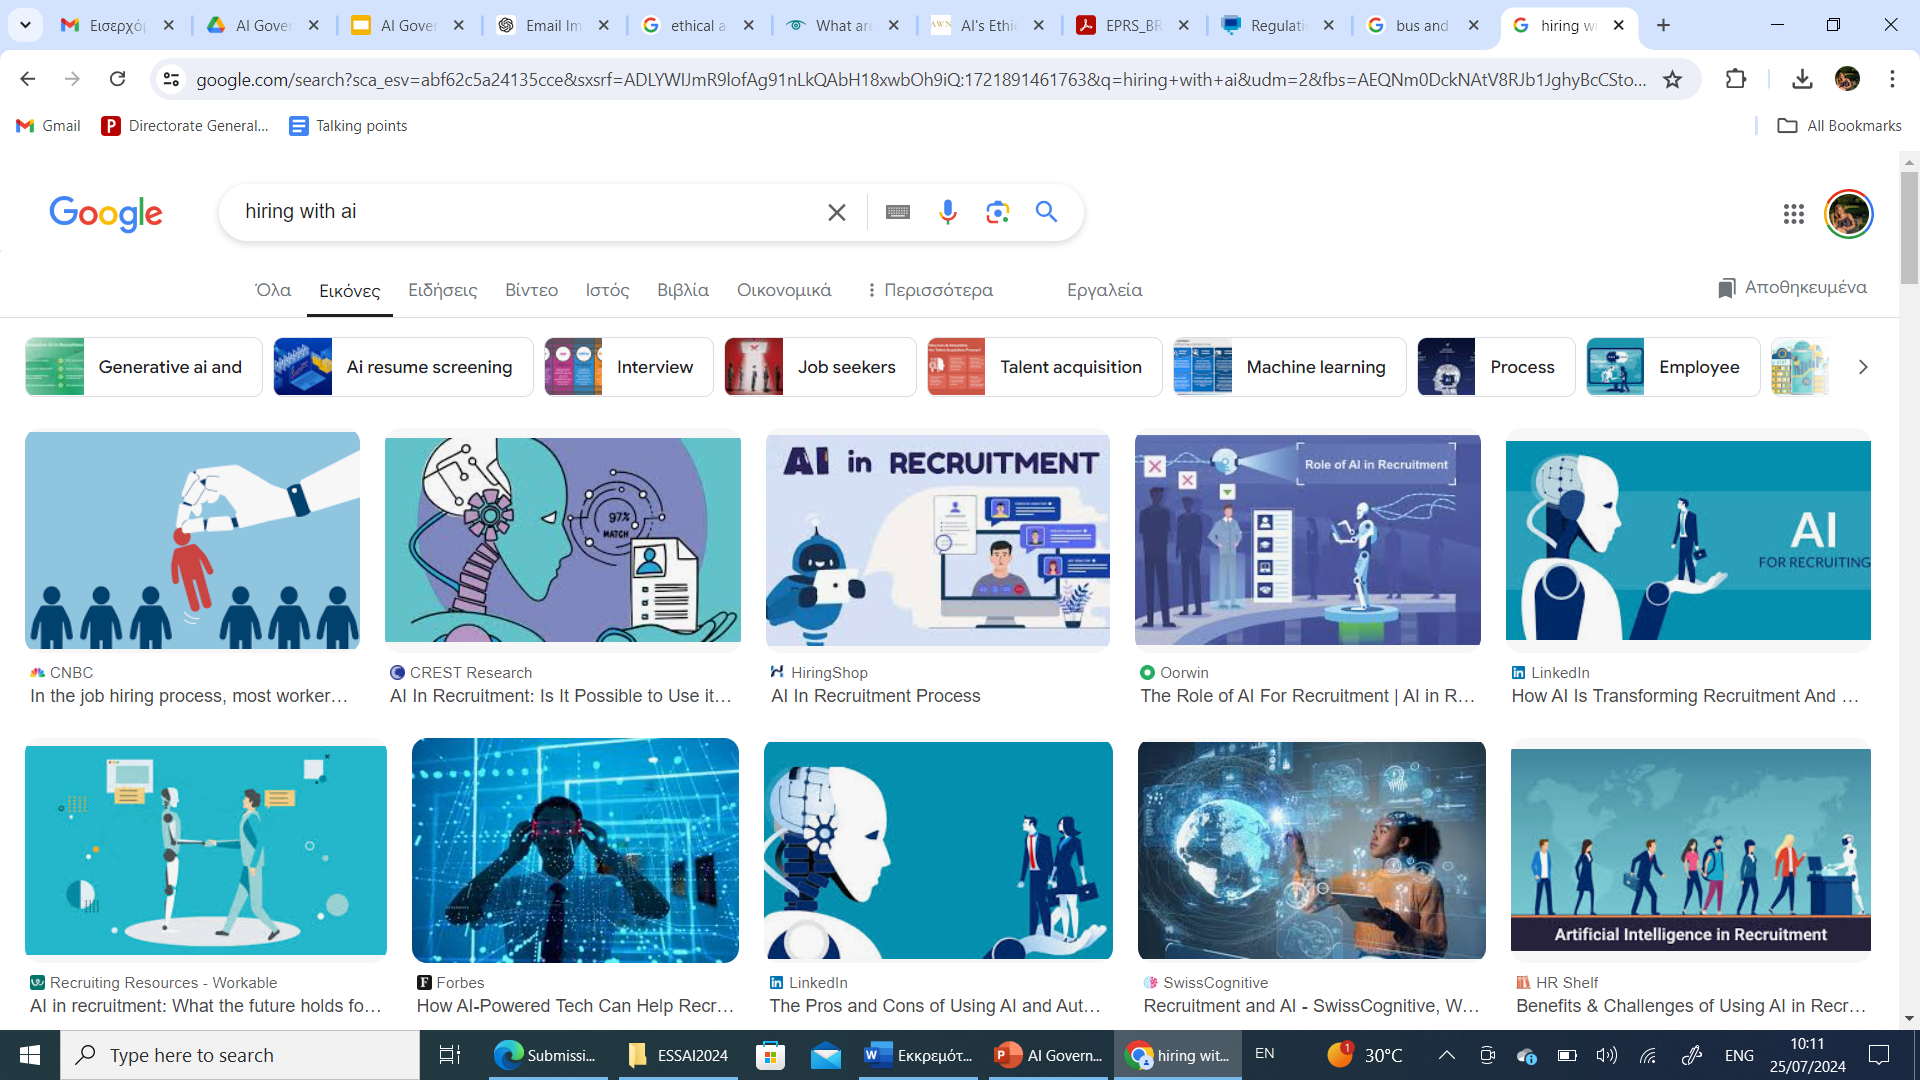 Εισερχόμ
AI Gover
AI Gover
Email Im
ethical a
What are
AI's Ethic
EPRS_BR
Regulati
bus and
hiring wi
google.com/search?sca_esv=abf62c5a24135cce&sxsrf=ADLYWIJmR9lofAg91nLkQAbH18xwbOh9iQ:1721891461763&q=hiring+with+ai&udm=2&fbs=AEQNm0DckNAtV8RJb1JghyBcCSto...
Gmail
Directorate General...
Talking points
All Bookmarks
Google
hiring with ai
Όλα
Εικόνες
Ειδήσεις
Βίντεο
Ιστός
Βιβλία
Οικονομικά
Περισσότερα
Εργαλεία
Αποθηκευμένα
Generative ai and
Ai resume screening
Interview
Job seekers
Talent acquisition
Machine learning
Process
Employee
97%
MATCH
AI in RECRUITMENT
Role of AI in Recruitment
AI
FOR RECRUITING
CNBC
In the job hiring process, most worker...
CREST Research
AI In Recruitment: Is It Possible to Use it...
HiringShop
AI In Recruitment Process
Oorwin
The Role of AI For Recruitment | AI in R...
LinkedIn
How AI Is Transforming Recruitment And ...
Artificial Intelligence in Recruitment
Recruiting Resources - Workable
AI in recruitment: What the future holds fo...
Forbes
How AI-Powered Tech Can Help Recr...
LinkedIn
The Pros and Cons of Using AI and Aut...
SwissCognitive
Recruitment and AI - SwissCognitive, W...
HR Shelf
Benefits & Challenges of Using AI in Recr...
Type here to search
Submissi...
ESSAI2024
Εκκρεμότ...
AI Govern...
hiring wit...
EN
1
30°C
ENG
10:11
25/07/2024